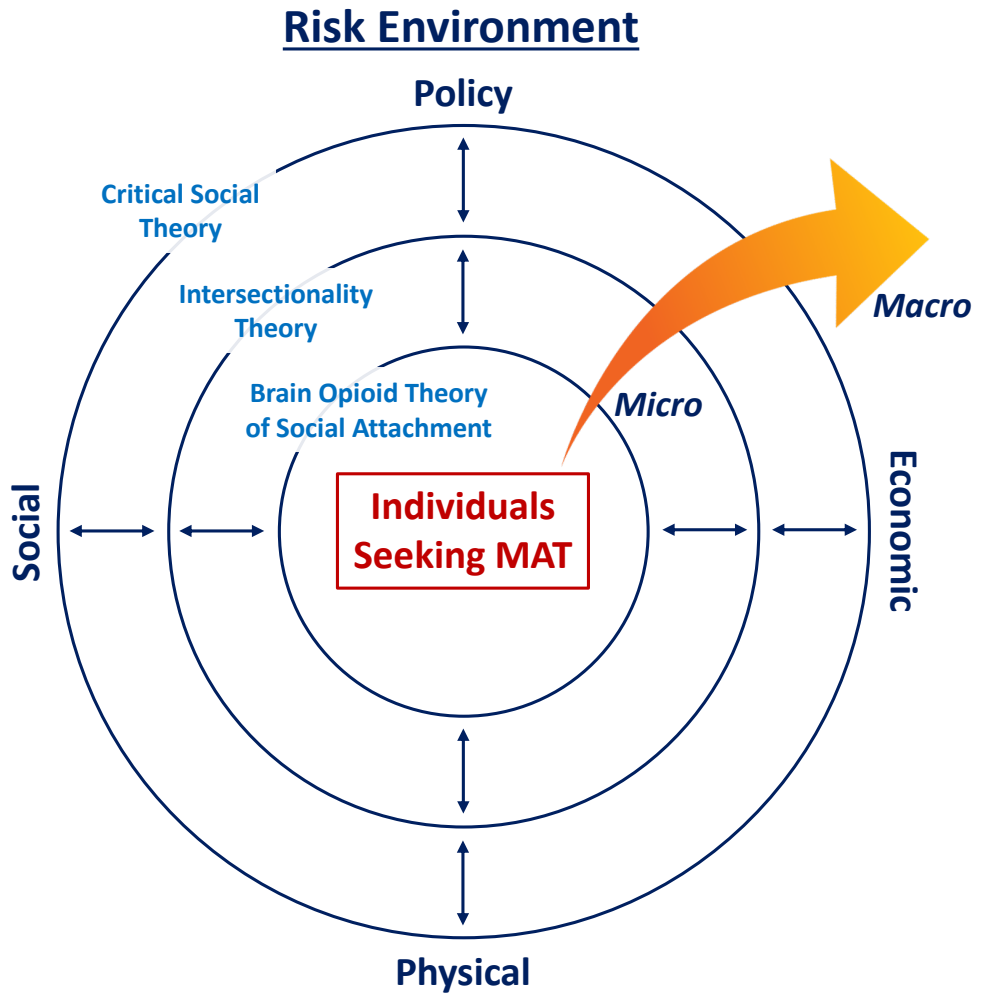 Risk Environment
Policy
Critical Social
Theory
Intersectionality
Theory
Macro
Brain Opioid Theory
of Social Attachment
Micro
Individuals
Seeking MAT
Social
Economic
Physical